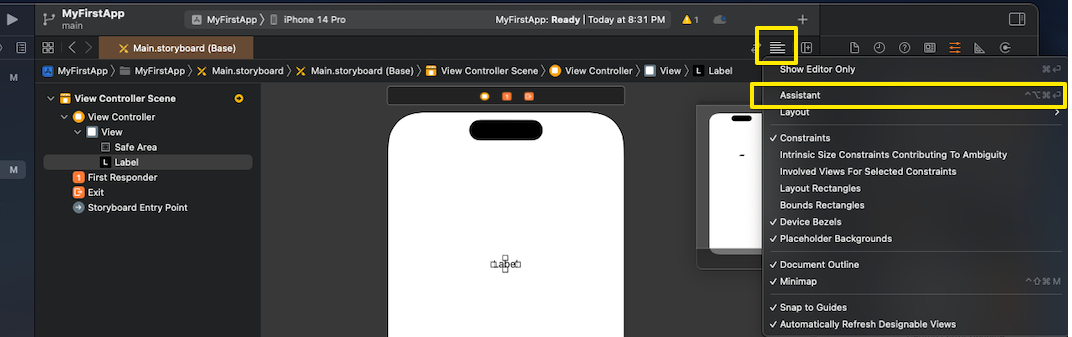 MyFirstApp
main
MyFirstApp
iPhone 14 Pro
MyFirstApp: Ready | Today at 8:31 PM
1
Main.storyboard (Base)
MyFirstApp
MyFirstApp
Main.storyboard
Main.storyboard (Base)
View Controller Scene
View Controller
View
L Label
M
M
View Controller Scene
View Controller
View
Safe Area
L Label
1 First Responder
Exit
Storyboard Entry Point
1
Label
Show Editor Only ⌘⏎
Assistant ⌃⌥⌘⏎
Layout
✓ Constraints
Intrinsic Size Constraints Contributing To Ambiguity
Involved Views For Selected Constraints
Layout Rectangles
Bounds Rectangles
✓ Device Bezels
✓ Placeholder Backgrounds
✓ Document Outline
✓ Minimap ⌃⇧⌘M
✓ Snap to Guides
✓ Automatically Refresh Designable Views